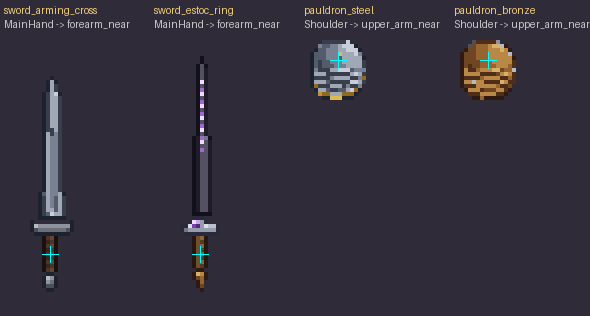 sword_arming_cross
MainHand -> forearm_near
sword_estoc_ring
MainHand -> forearm_near
pauldron_steel
Shoulder -> upper_arm_near
pauldron_bronze
Shoulder -> upper_arm_near